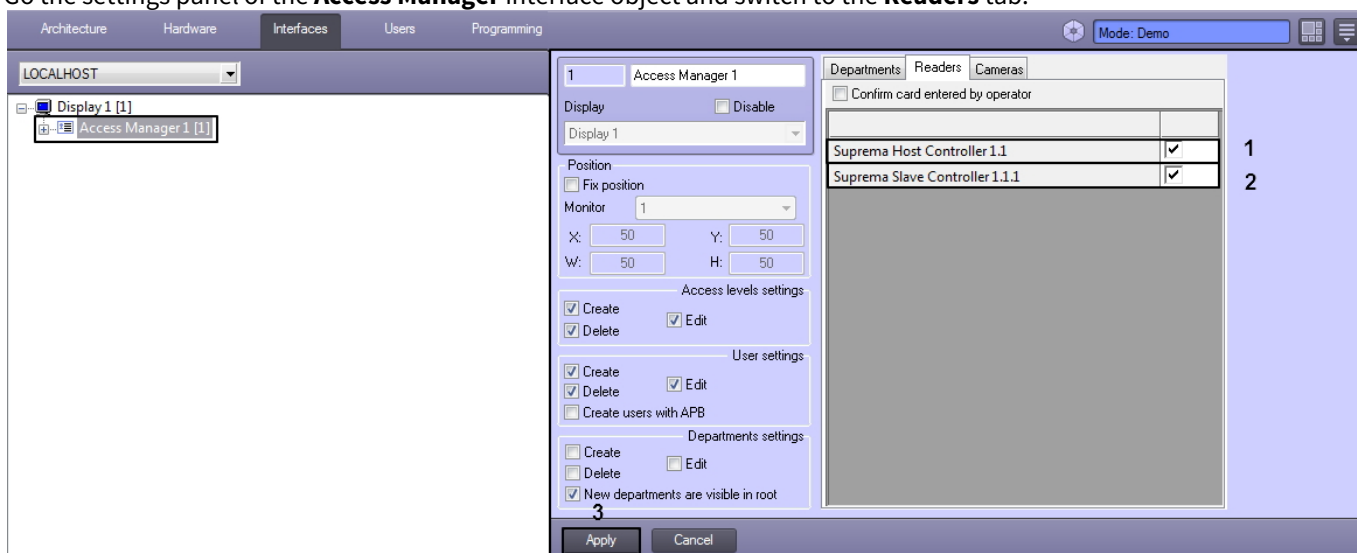 Go the settings panel of the Access Manager interface object and switch to the Readers tab.
Architecture Hardware Interfaces Users Programming Mode: Demo
LOCALHOST
Display 1 [1]
Access Manager 1 [1]
1 Access Manager 1
Display Disable
Display 1
Position
Fix position
Monitor 1
X: 50 Y: 50
W: 50 H: 50
Access levels settings
Create
Edit
Delete
User settings
Create
Edit
Delete
Create users with APB
Departments settings
Create
Edit
Delete
New departments are visible in root
3
Apply Cancel
Departments Readers Cameras
Confirm card entered by operator
Suprema Host Controller 1.1 1
Suprema Slave Controller 1.1.1 2